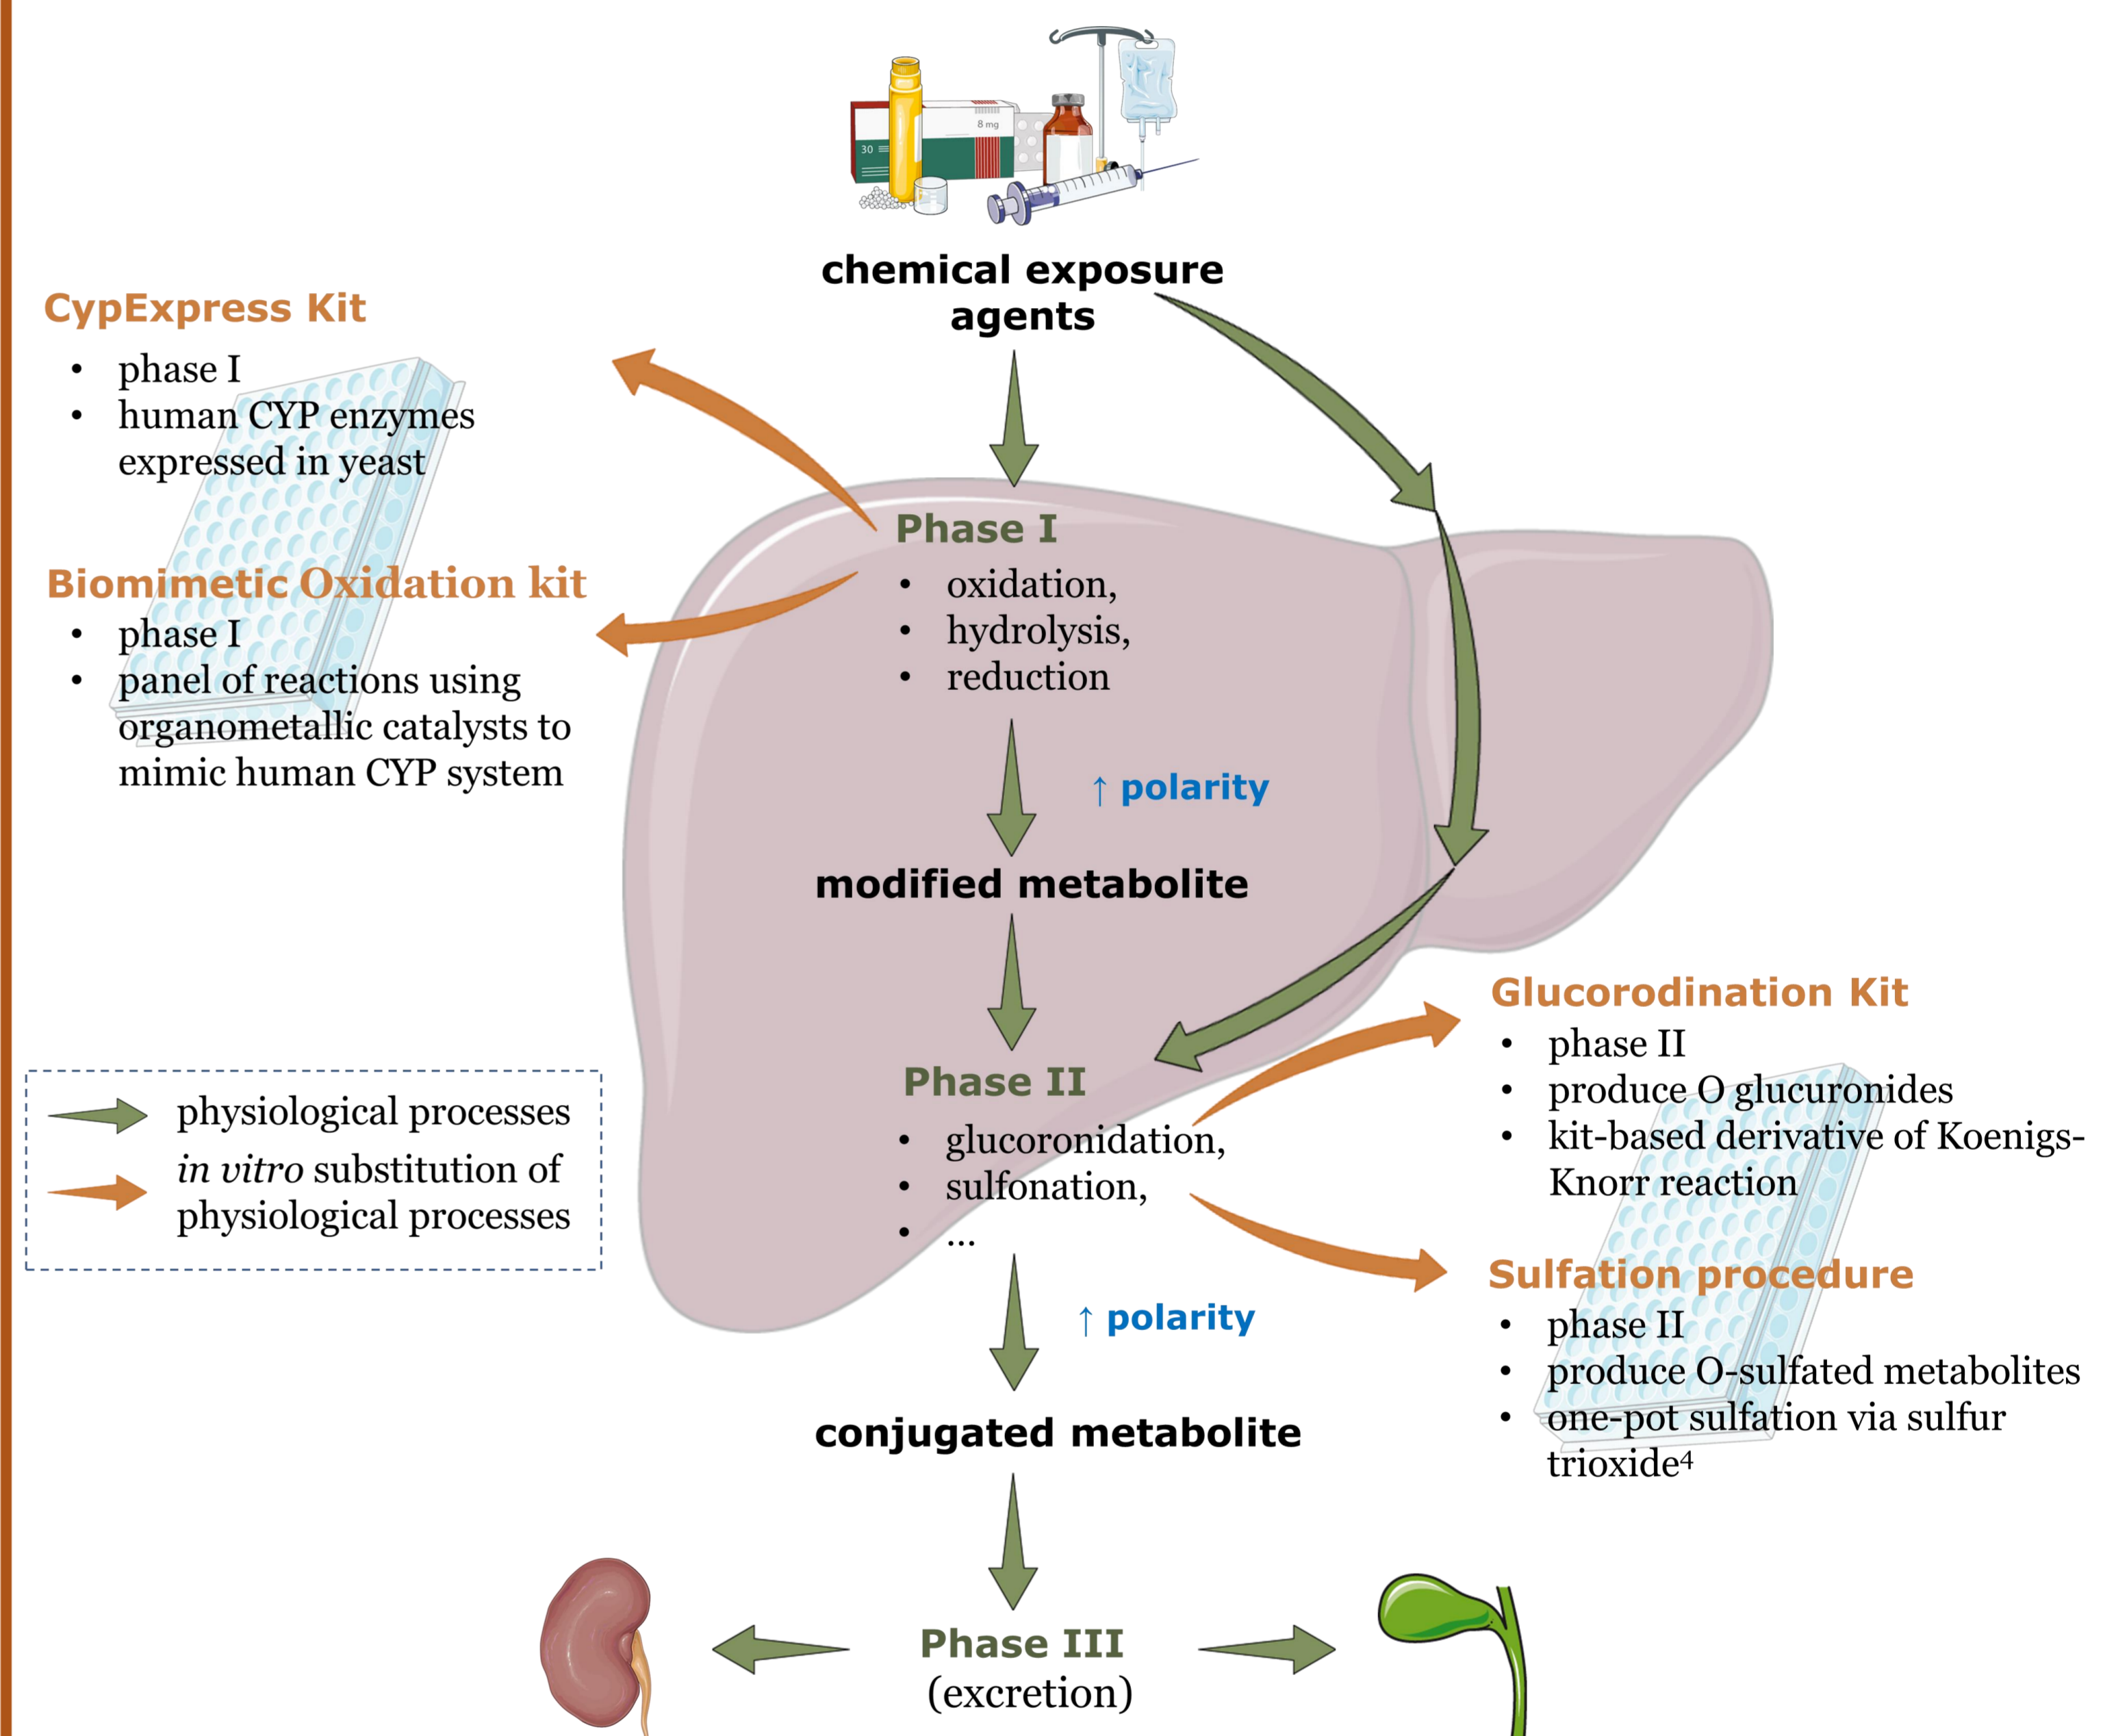 8 mg
30
chemical exposure
agents
CypExpress Kit
• phase I
• human CYP enzymes
expressed in yeast
Biomimetic Oxidation kit
• phase I
• panel of reactions using
organometallic catalysts to
mimic human CYP system
Phase I
• oxidation,
• hydrolysis,
• reduction
↑ polarity
modified metabolite
Phase II
• glucoronidation,
• sulfonation,
• ...
↑ polarity
conjugated metabolite
Phase III
(excretion)
Glucorodination Kit
• phase II
• produce O glucuronides
• kit-based derivative of Koenigs-
Knorr reaction
Sulfation procedure
• phase II
• produce O-sulfated metabolites
• one-pot sulfation via sulfur
trioxide⁴
physiological processes
in vitro substitution of
physiological processes